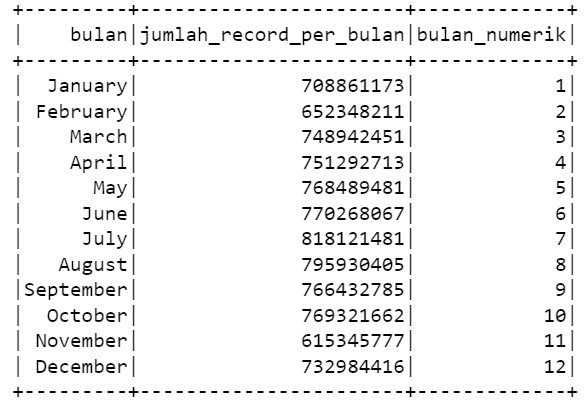 +---------+----------------------+-------------+
|    bulan|jumlah_record_per_bulan|bulan_numerik|
+---------+----------------------+-------------+
|  January|             708861173|            1|
| February|             652348211|            2|
|    March|             748942451|            3|
|    April|             751292713|            4|
|      May|             768489481|            5|
|     June|             770268067|            6|
|     July|             818121481|            7|
|   August|             795930405|            8|
|September|             766432785|            9|
|  October|             769321662|           10|
| November|             615345777|           11|
| December|             732984416|           12|
+---------+----------------------+-------------+